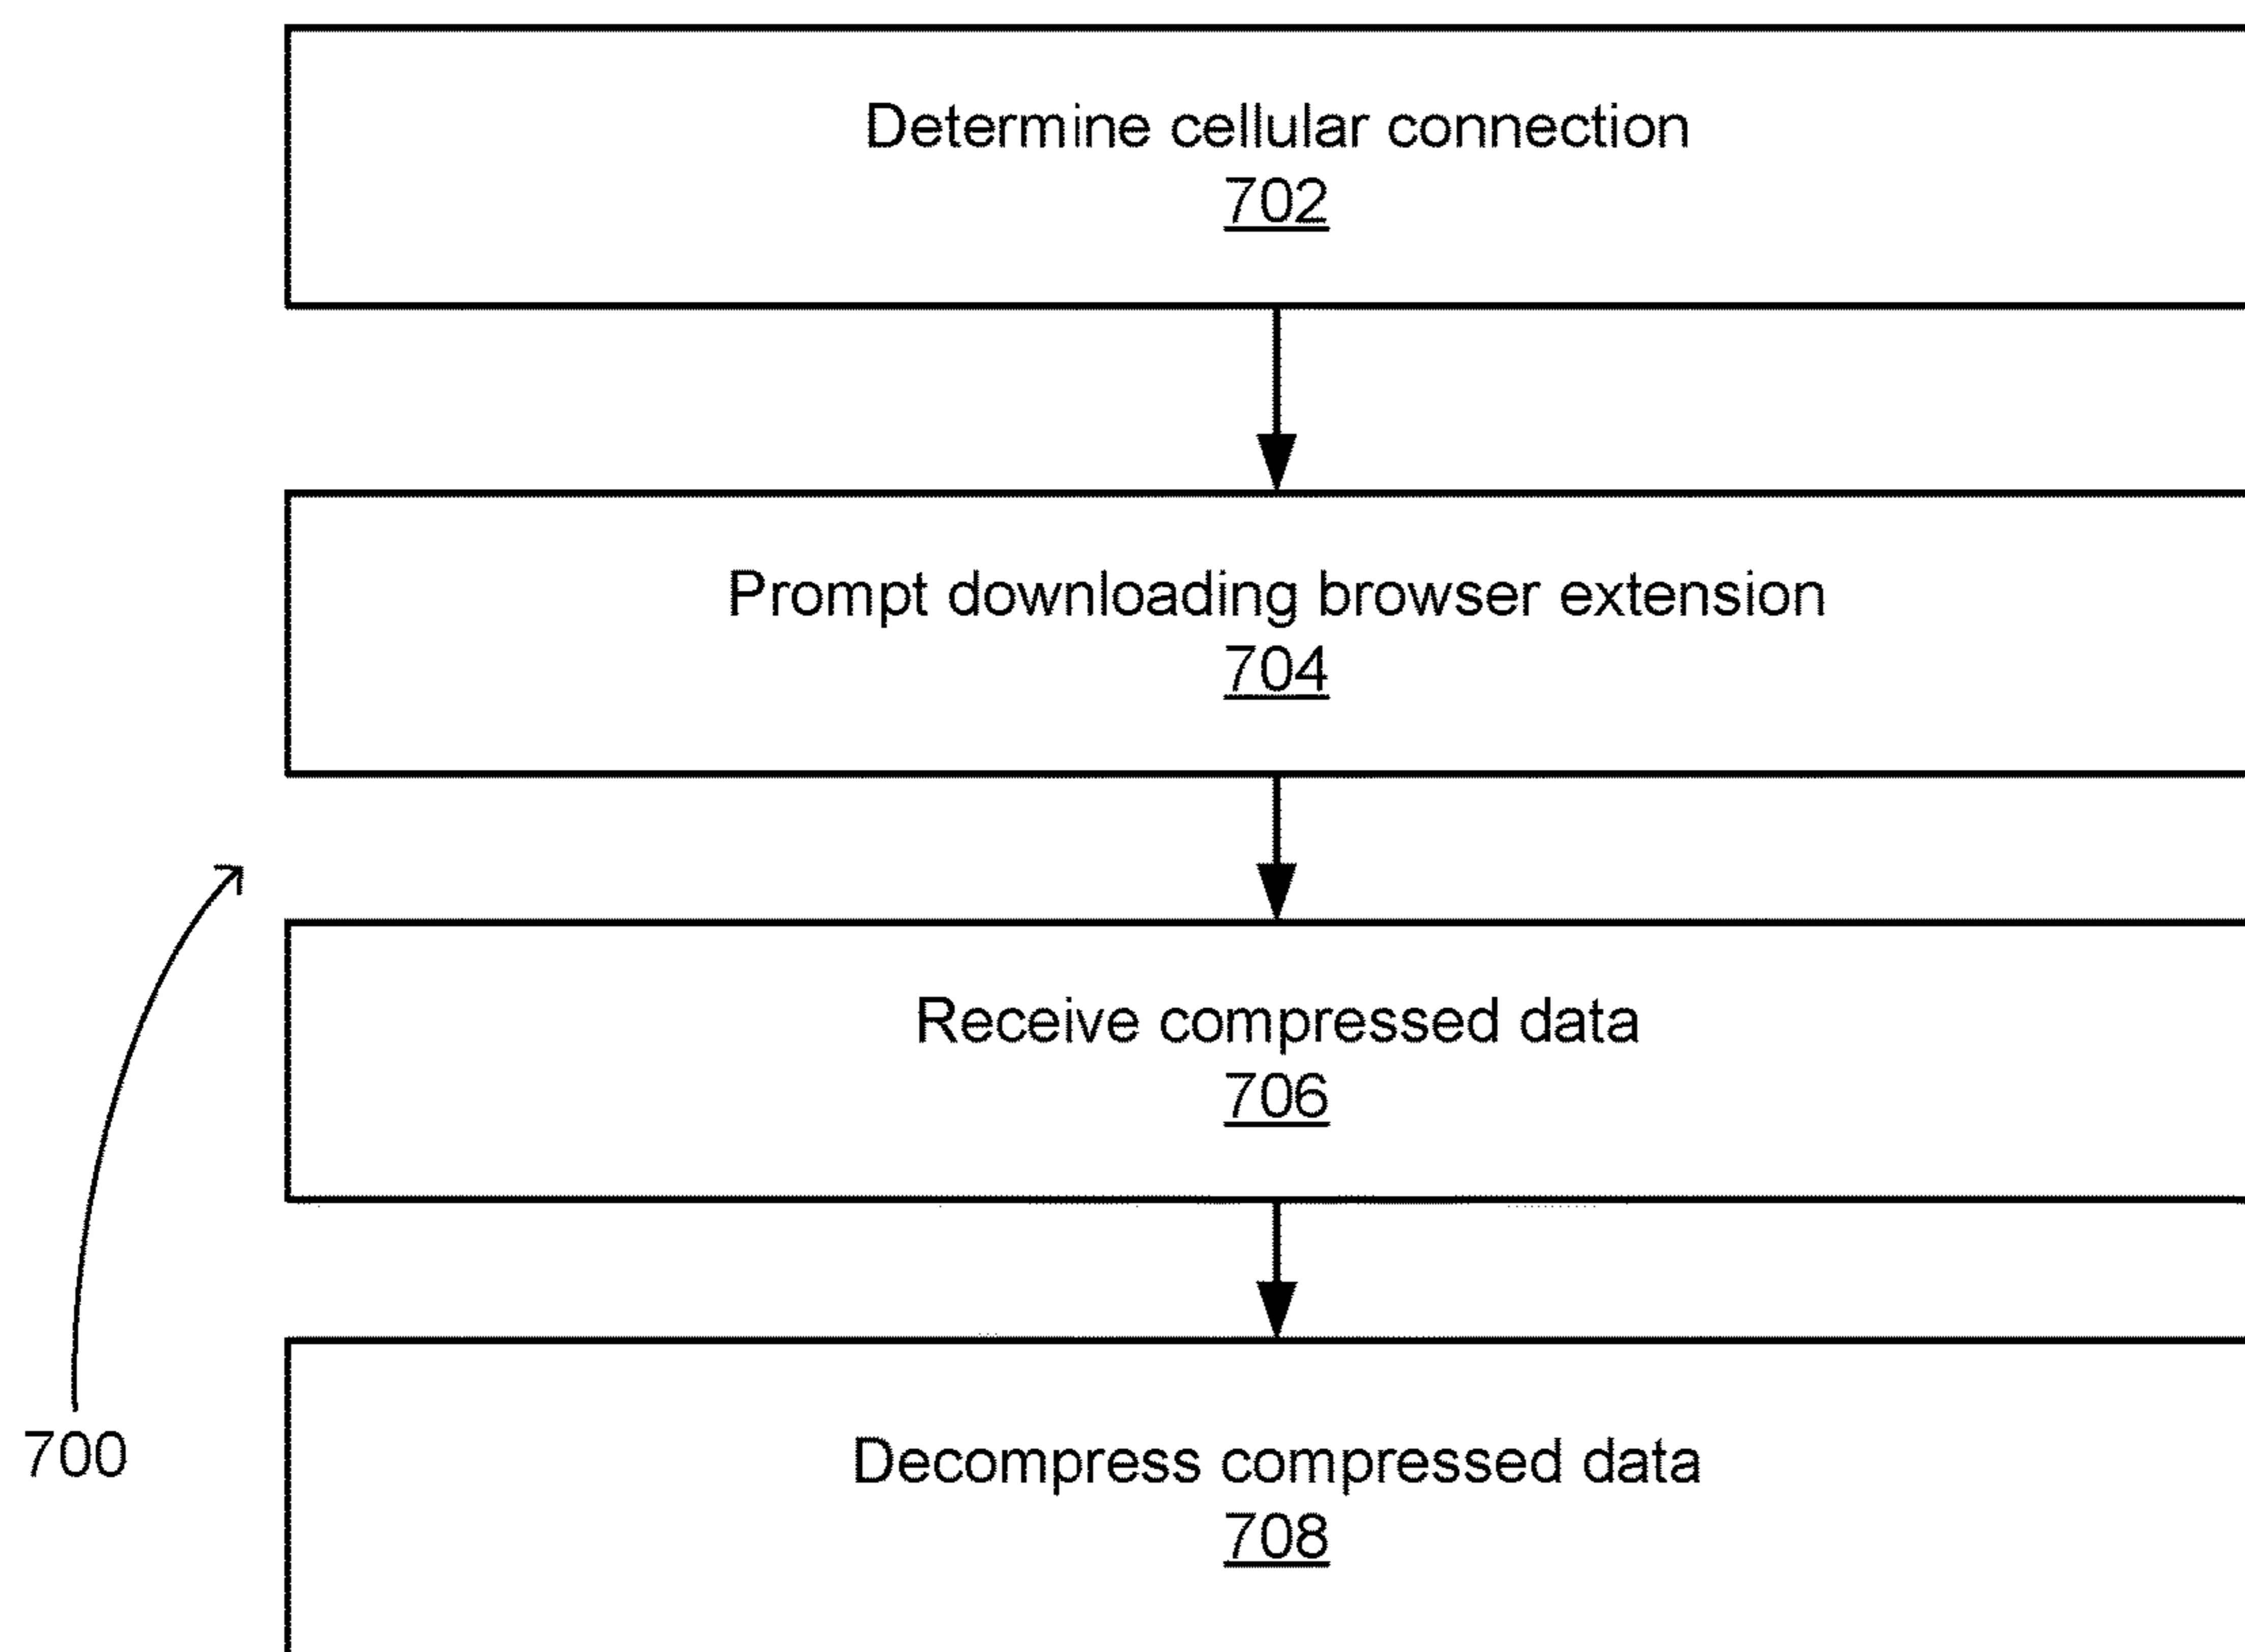 Determine cellular connection
702
Prompt downloading browser extension
704
Receive compressed data
706
700
Decompress compressed data
708